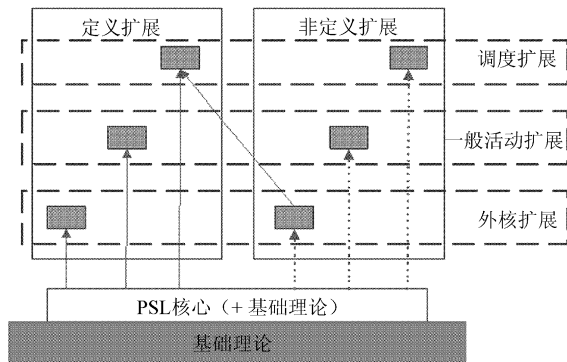 定义扩展
非定义扩展
调度扩展
一般活动扩展
外核扩展
PSL核心（+ 基础理论）
基础理论